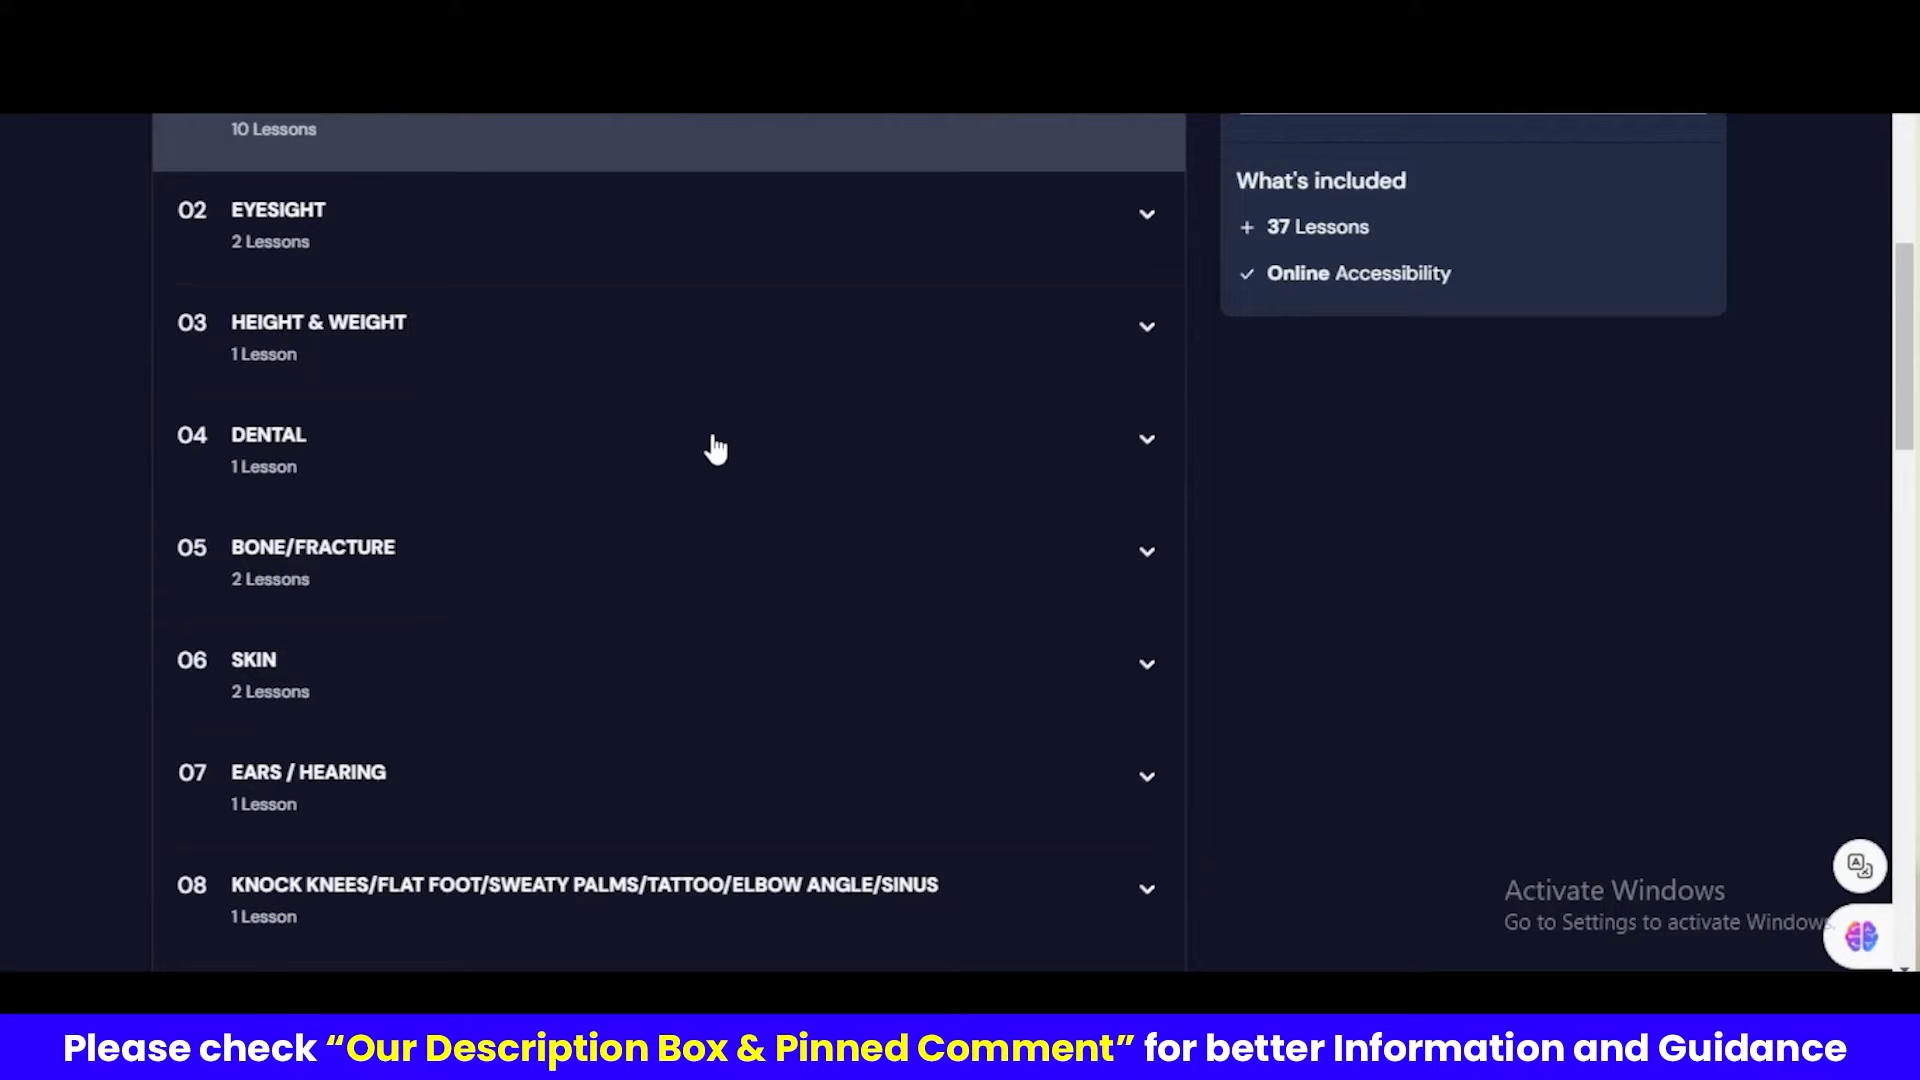 10 Lessons
02 EYESIGHT
2 Lessons
03 HEIGHT & WEIGHT
1 Lesson
04 DENTAL
1 Lesson
05 BONE/FRACTURE
2 Lessons
06 SKIN
2 Lessons
07 EARS / HEARING
1 Lesson
08 KNOCK KNEES/FLAT FOOT/SWEATY PALMS/TATTOO/ELBOW ANGLE/SINUS
1 Lesson
What's included
+ 37 Lessons
✓ Online Accessibility
Activate Windows
Go to Settings to activate Windows.
Please check “Our Description Box & Pinned Comment” for better Information and Guidance